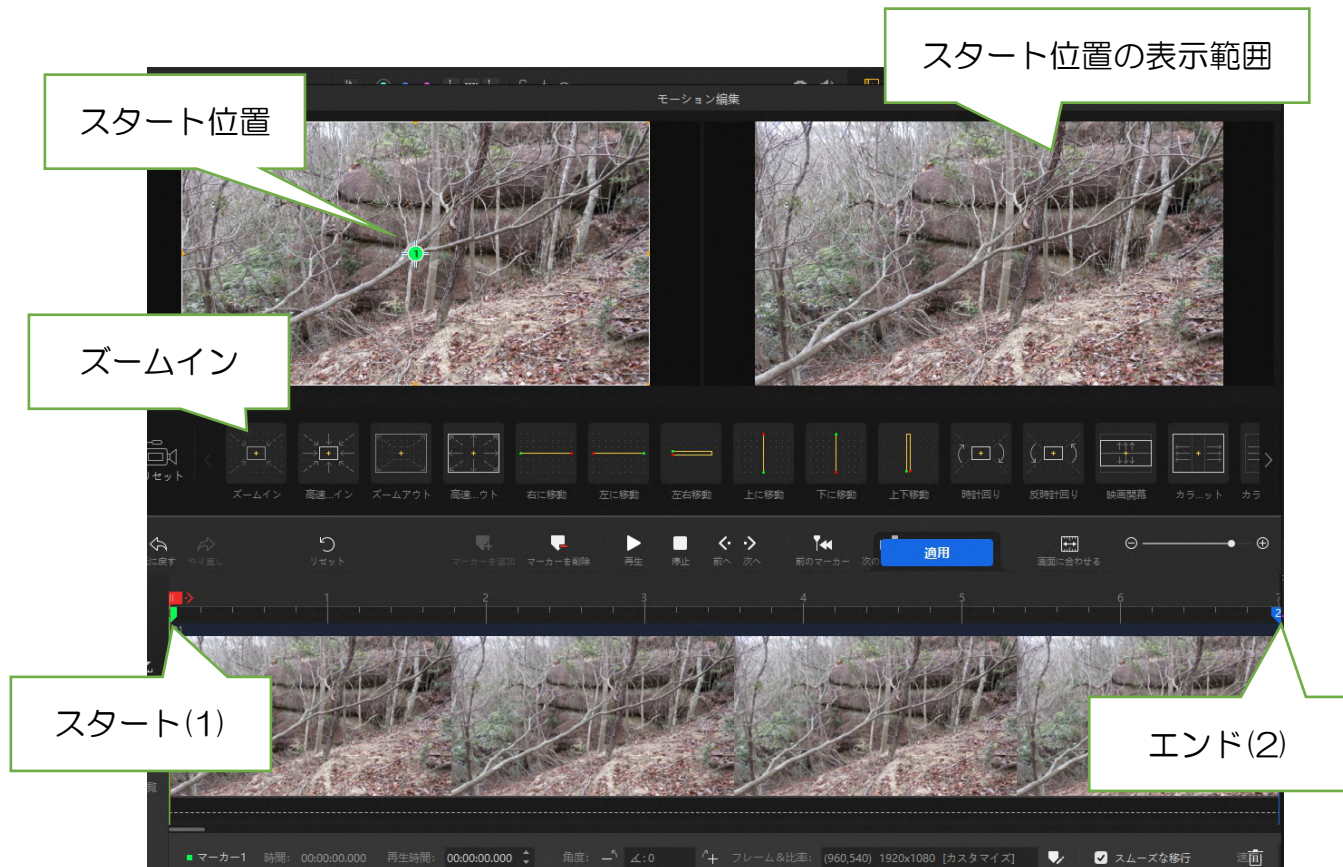 スタート位置の表示範囲
スタート位置
モーション編集
ズームイン
リセット
ズームイン 高速...イン ズームアウト 高速...ウト 右に移動 左に移動 左右移動 上に移動 下に移動 上下移動 時計回り 反時計回り 映画開幕 カラ...ット カラ
に戻す やり直し リセット マーカーを追加 マーカーを削除 再生 停止 前へ 次へ 前のマーカー 次の 適用 画面に合わせる
1 2 3 4 5 6 7
2
スタート(1)
エンド(2)
マーカー1 時間: 00:00:00.000 再生時間: 00:00:00.000 角度: ∠:0 フレーム&比率: (960,540) 1920x1080 [カスタマイズ] スムーズな移行